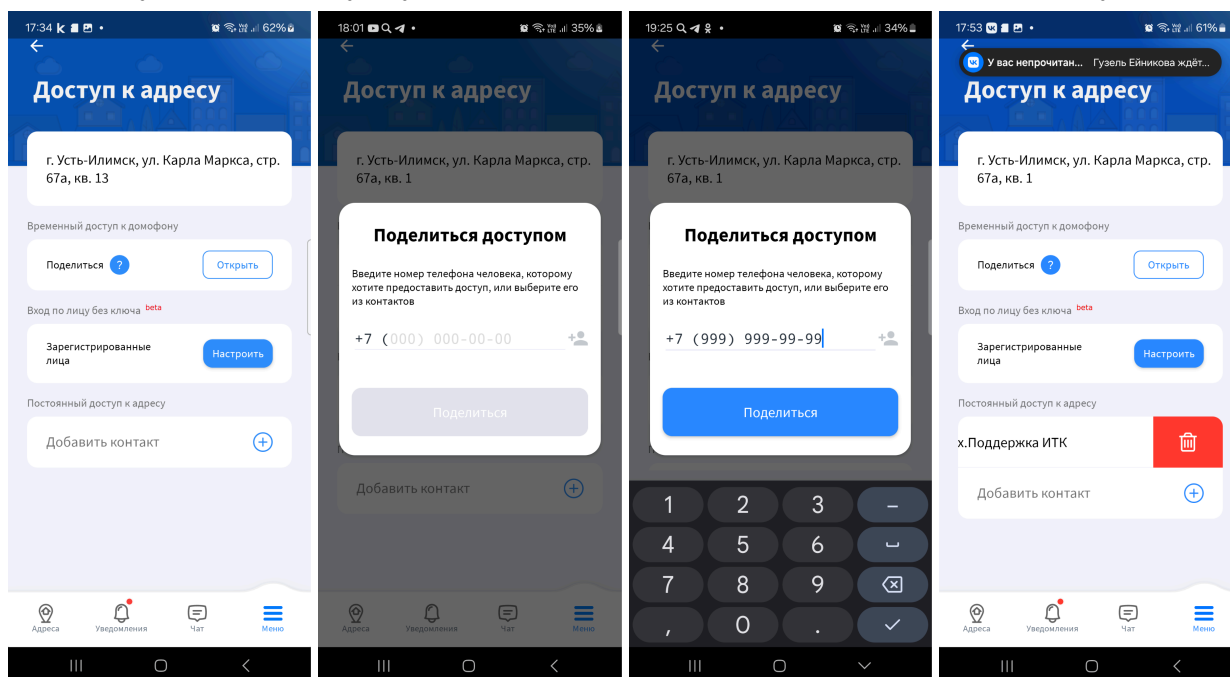 17:34
62%
Доступ к адресу
г. Усть-Илимск, ул. Карла Маркса, стр.
67а, кв. 13
Временный доступ к домофону
Поделиться ?
Открыть
Вход по лицу без ключа beta
Зарегистрированные
лица
Настроить
Постоянный доступ к адресу
Добавить контакт
Адреса
Уведомления
Чат
Меню
18:01
35%
Доступ к адресу
г. Усть-Илимск, ул. Карла Маркса, стр.
67а, кв. 1
Поделиться доступом
Введите номер телефона человека, которому
хотите предоставить доступ, или выберите его
из контактов
+7 (000) 000-00-00
Поделиться
Добавить контакт
Адреса
Уведомления
Чат
Меню
19:25
34%
Доступ к адресу
г. Усть-Илимск, ул. Карла Маркса, стр.
67а, кв. 1
Поделиться доступом
Введите номер телефона человека, которому
хотите предоставить доступ, или выберите его
из контактов
+7 (999) 999-99-99
Поделиться
1 2 3 –
4 5 6
7 8 9
, 0 .
17:53
61%
У вас непрочитан... Гузель Ейникова ждёт...
Доступ к адресу
г. Усть-Илимск, ул. Карла Маркса, стр.
67а, кв. 1
Временный доступ к домофону
Поделиться ?
Открыть
Вход по лицу без ключа beta
Зарегистрированные
лица
Настроить
Постоянный доступ к адресу
х.Поддержка ИТК
Добавить контакт
Адреса
Уведомления
Чат
Меню